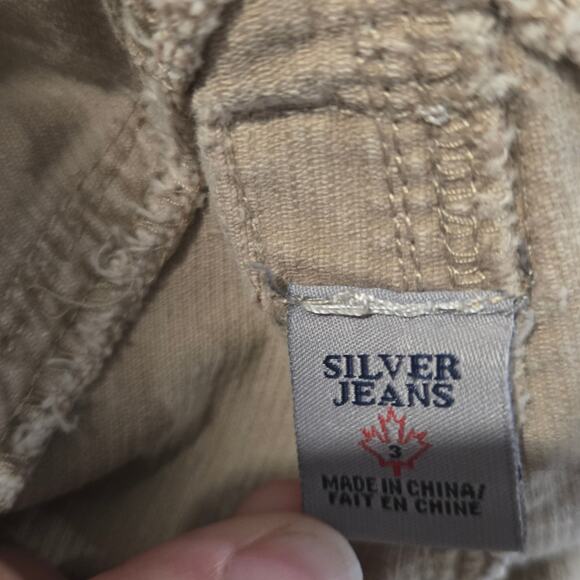 SILVER
JEANS
3
MADE IN CHINA/
FAIT EN CHINE